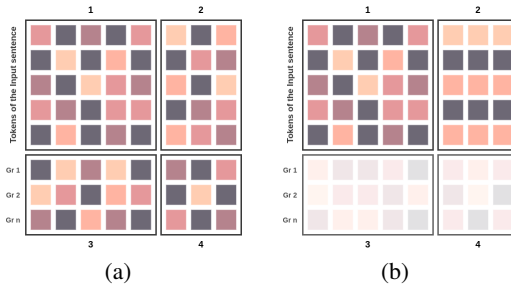 1 2 1 2
Tokens of the Input sentence
Tokens of the Input sentence
Gr 1 Gr 1
Gr 2 Gr 2
Gr n Gr n
3 4 3 4
(a) (b)